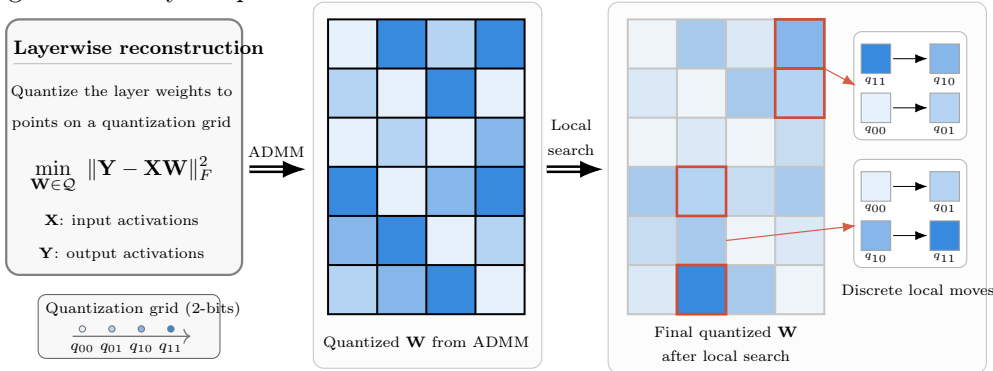 Layerwise reconstruction
Quantize the layer weights to
points on a quantization grid
min W∈Q ‖Y − XW‖²_F
X: input activations
Y: output activations
Quantization grid (2-bits)
q00 q01 q10 q11
ADMM
Quantized W from ADMM
Local
search
Final quantized W
after local search
q11 q10
q00 q01
q00 q01
q10 q11
Discrete local moves